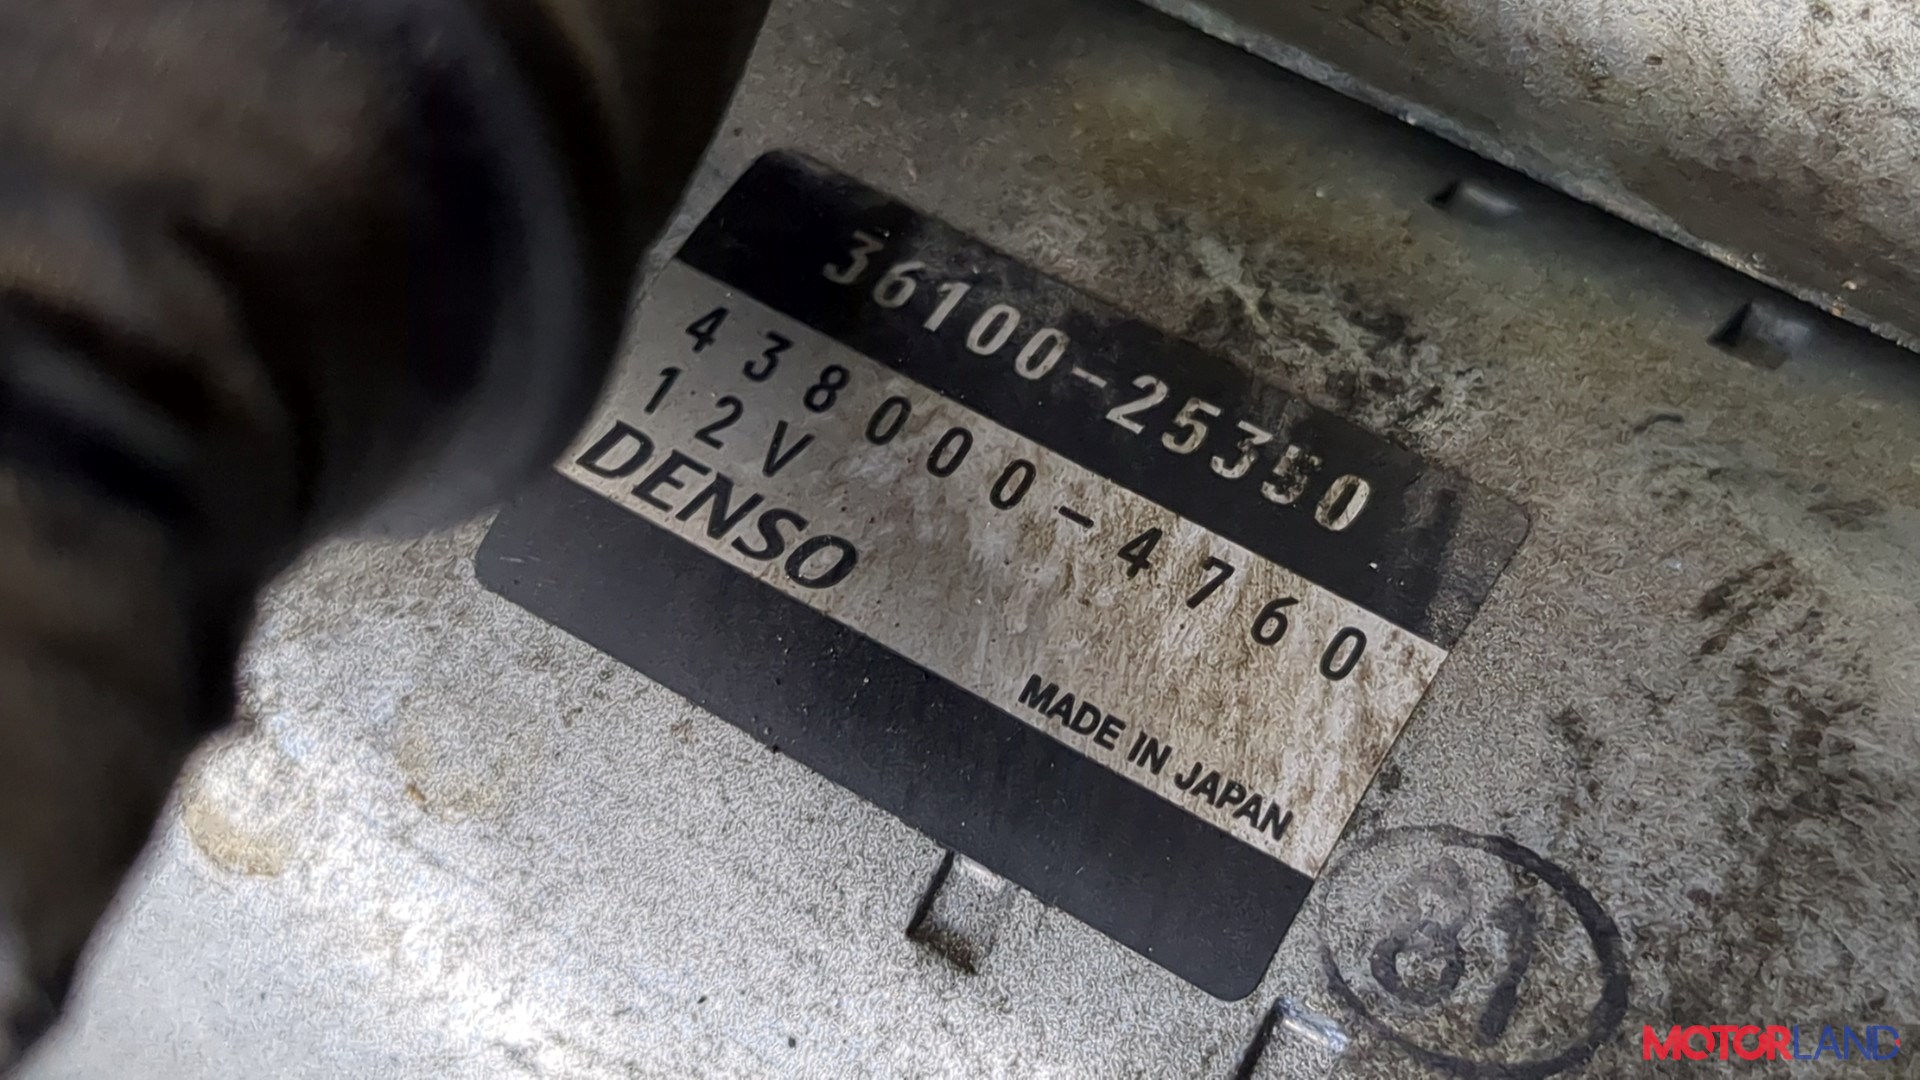 36100-25350
438000-4760
12V
DENSO
MADE IN JAPAN
81
MOTORLAND